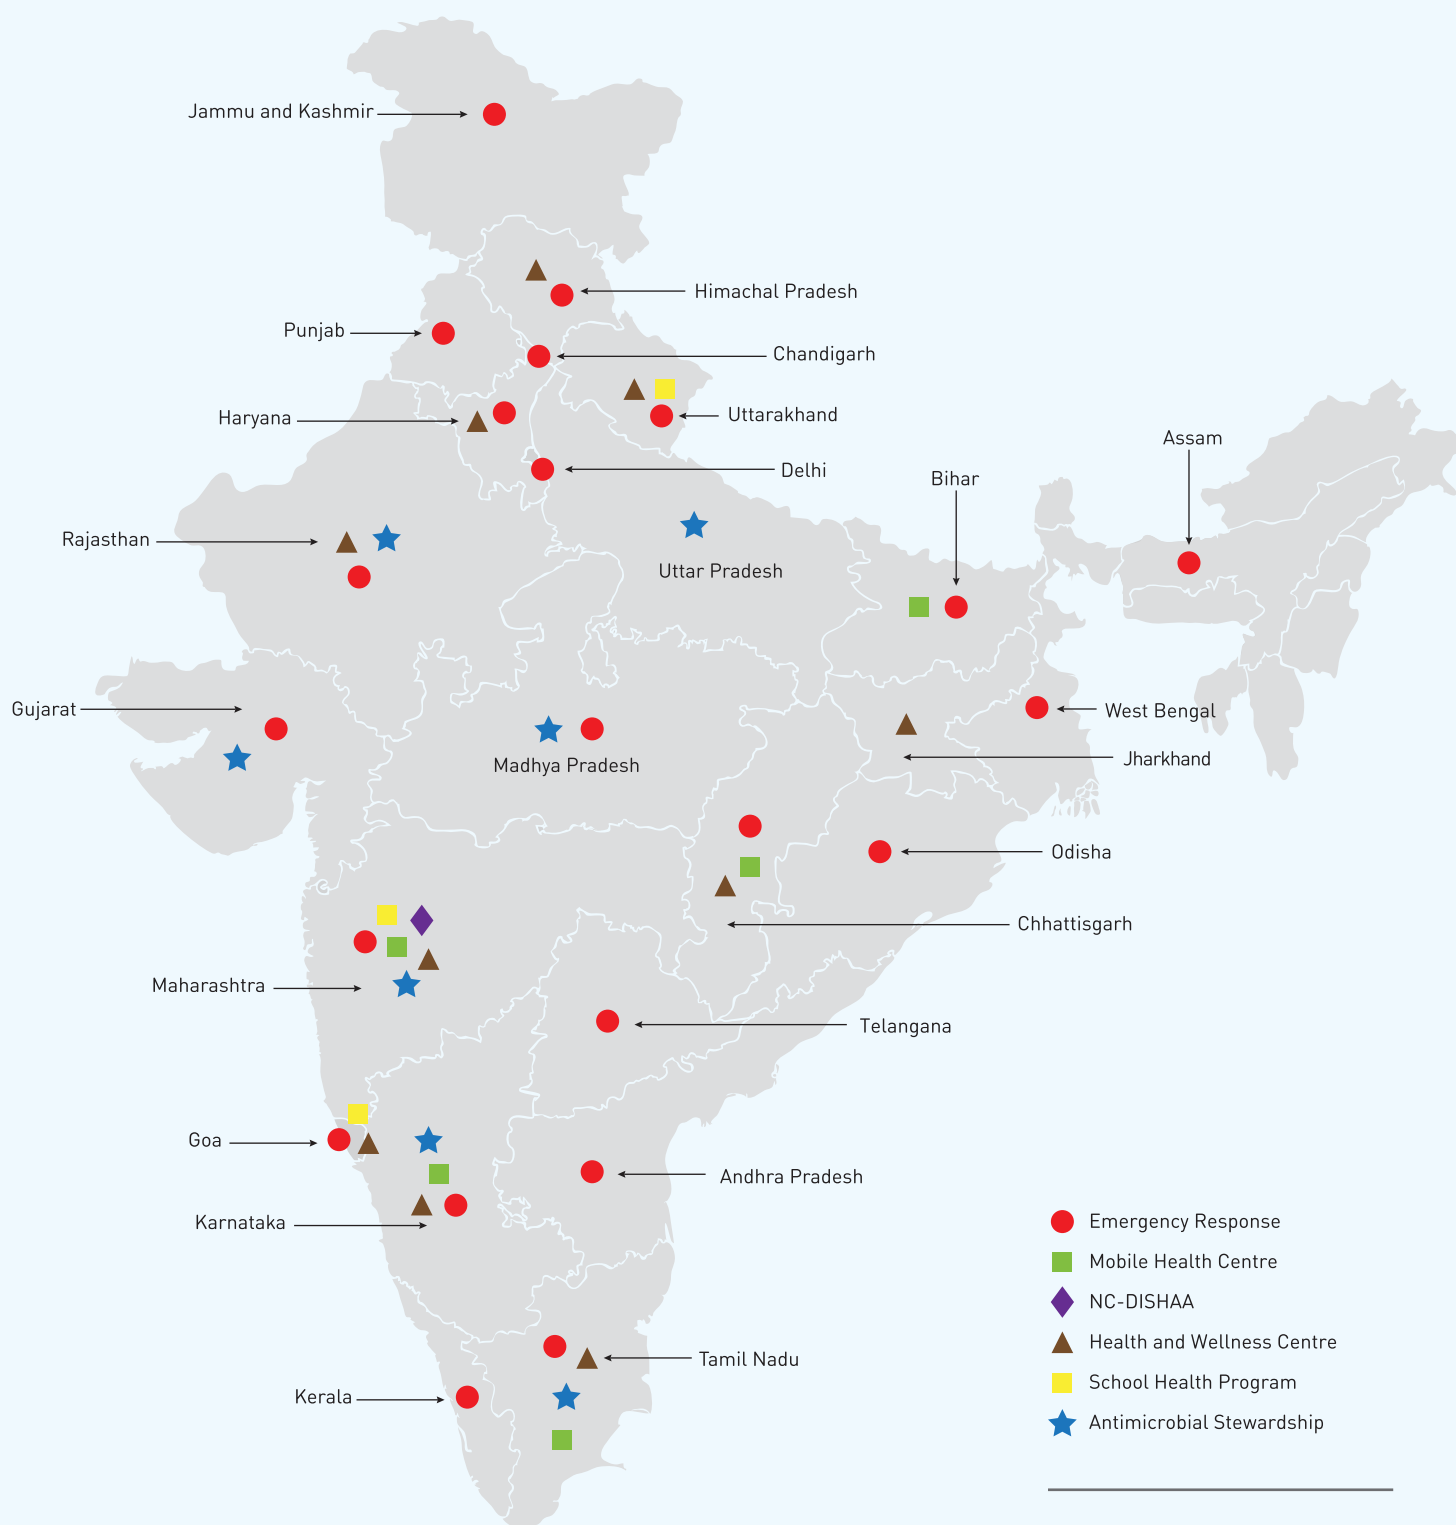 Jammu and Kashmir
Himachal Pradesh
Punjab
Chandigarh
Haryana
Uttarakhand
Assam
Delhi
Bihar
Rajasthan
Uttar Pradesh
Gujarat
West Bengal
Madhya Pradesh
Jharkhand
Odisha
Chhattisgarh
Maharashtra
Telangana
Goa
Andhra Pradesh
Karnataka
Tamil Nadu
Kerala
Emergency Response
Mobile Health Centre
NC-DISHAA
Health and Wellness Centre
School Health Program
Antimicrobial Stewardship